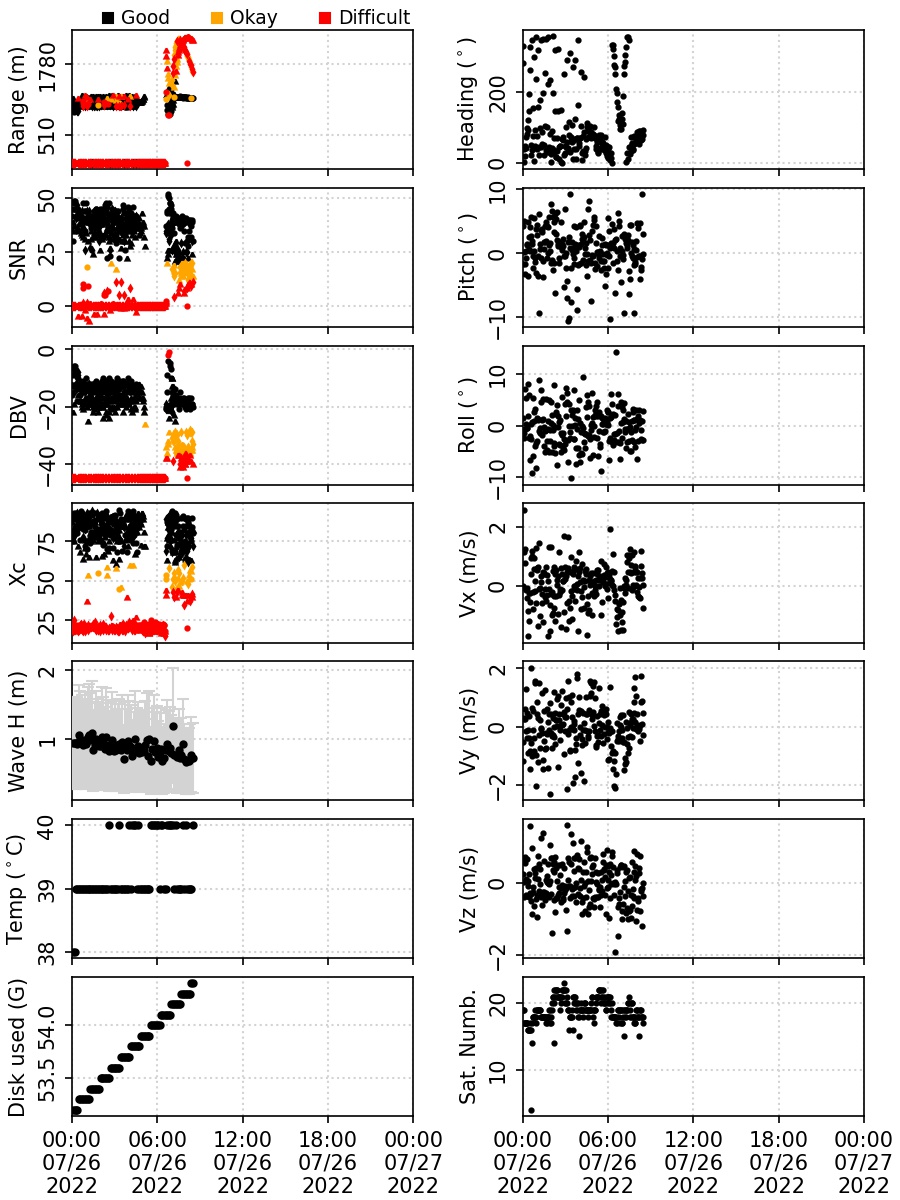 Good Okay Difficult
Range (m)
1780
510
Heading (°)
200
0
SNR
50
25
0
Pitch (°)
10
0
−10
DBV
0
−20
−40
Roll (°)
10
0
−10
Xc
75
50
25
Vx (m/s)
2
0
Wave H (m)
2
1
Vy (m/s)
2
0
−2
Temp (°C)
40
39
38
Vz (m/s)
0
−2
Disk used (G)
54.0
53.5
Sat. Numb.
20
10
00:00 06:00 12:00 18:00 00:00
07/26 07/26 07/26 07/26 07/27
2022 2022 2022 2022 2022
00:00 06:00 12:00 18:00 00:00
07/26 07/26 07/26 07/26 07/27
2022 2022 2022 2022 2022